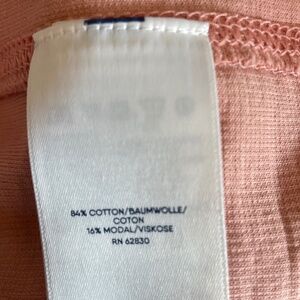 84% COTTON/BAUMWOLLE/
COTON
16% MODAL/VISKOSE
RN 62830